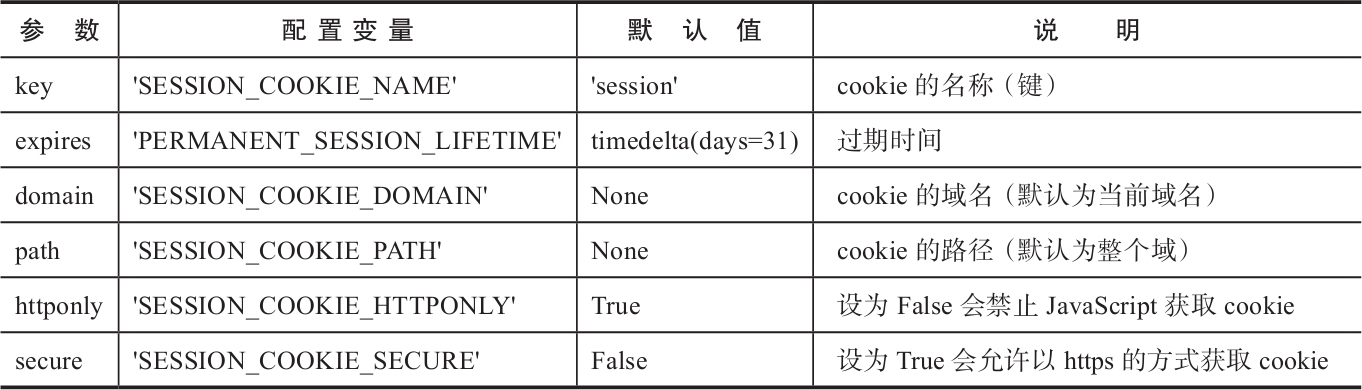 参 数 配置变量 默 认 值 说 明
key 'SESSION_COOKIE_NAME' 'session' cookie 的名称（键）
expires 'PERMANENT_SESSION_LIFETIME' timedelta(days=31) 过期时间
domain 'SESSION_COOKIE_DOMAIN' None cookie 的域名（默认为当前域名）
path 'SESSION_COOKIE_PATH' None cookie 的路径（默认为整个域）
httponly 'SESSION_COOKIE_HTTPONLY' True 设为 False 会禁止 JavaScript 获取 cookie
secure 'SESSION_COOKIE_SECURE' False 设为 True 会允许以 https 的方式获取 cookie